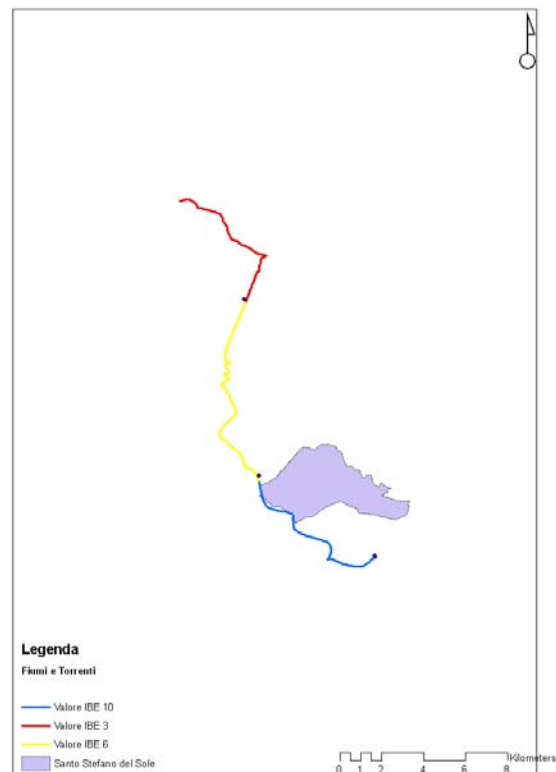 Legenda
Fiumi e Torrenti
Valore IBE 10
Valore IBE 3
Valore IBE 6
Santo Stefano del Sole
Kilometers
0 1 2 4 6 8